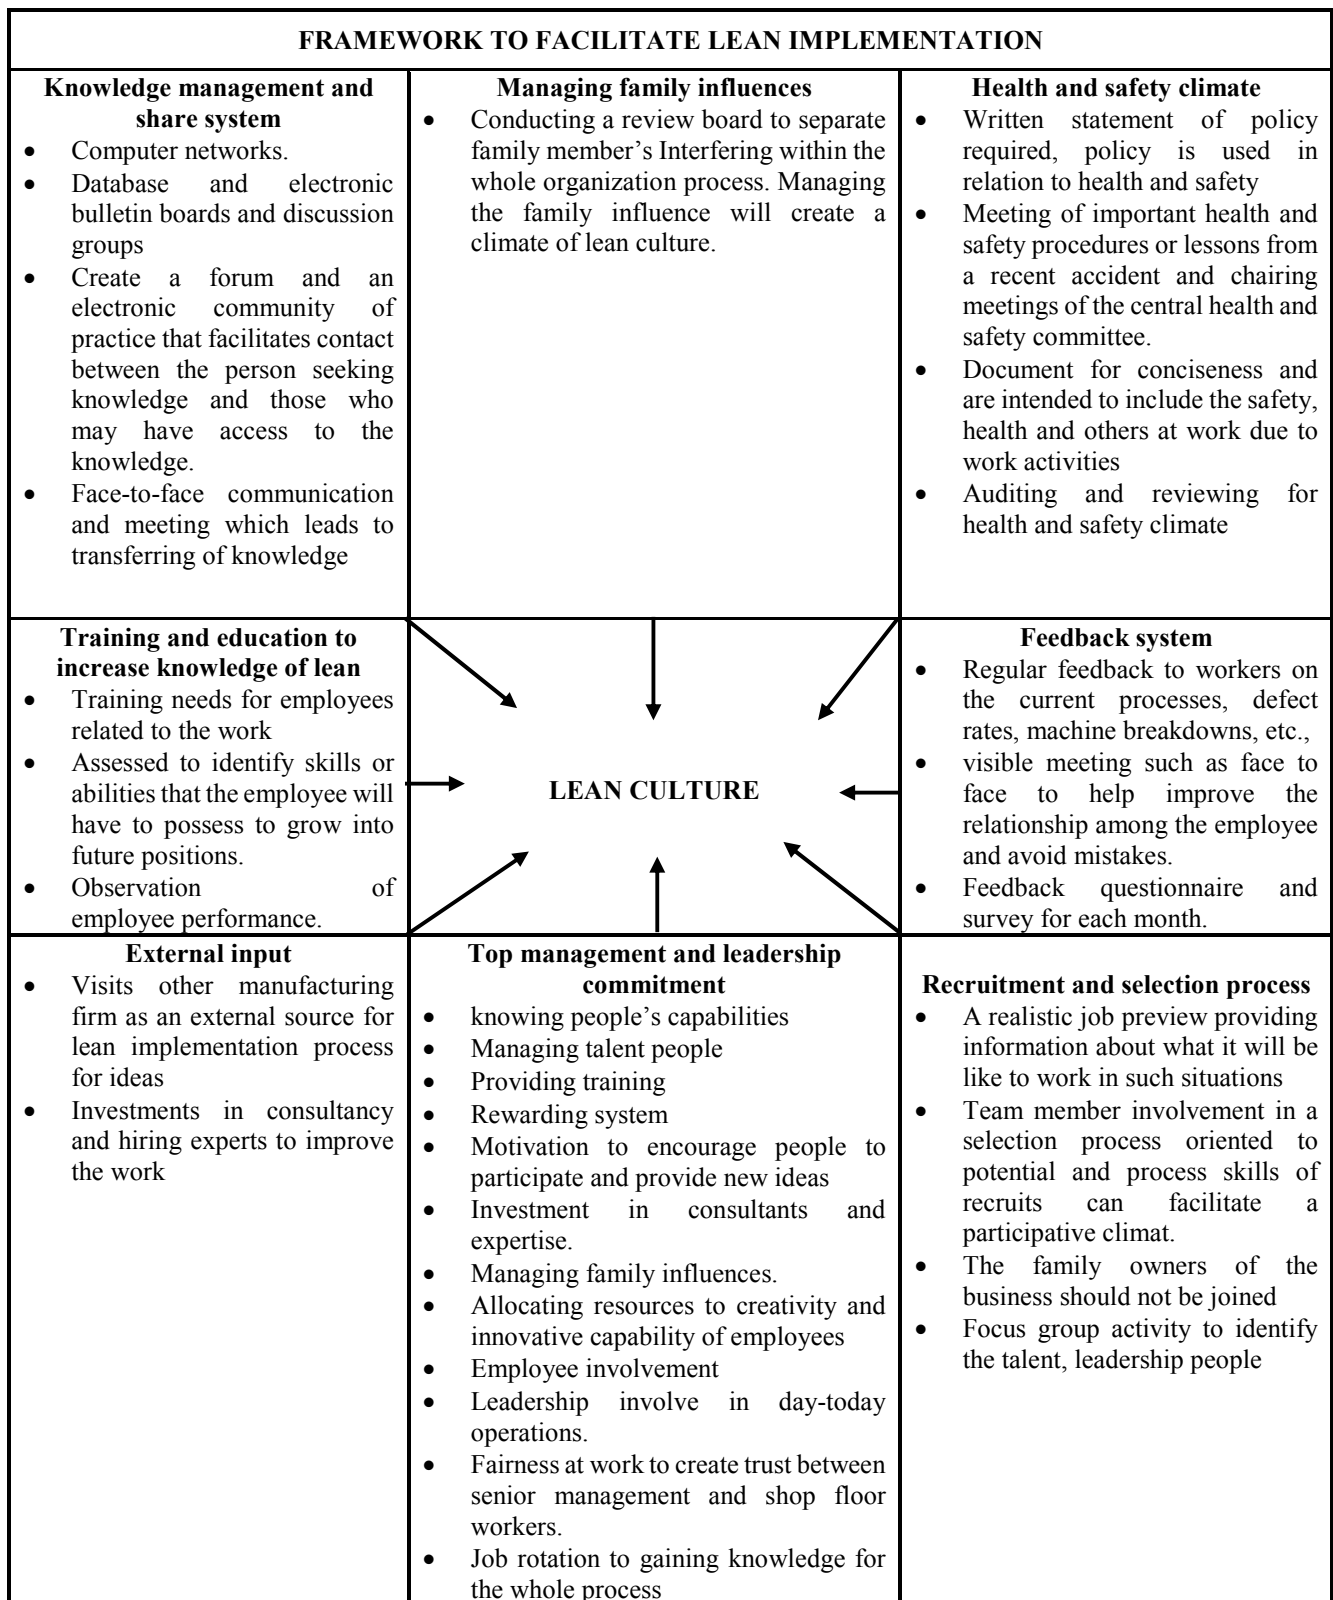 FRAMEWORK TO FACILITATE LEAN IMPLEMENTATION
Knowledge management and
share system
• Computer networks.
• Database and electronic
bulletin boards and discussion
groups
• Create a forum and an
electronic community of
practice that facilitates contact
between the person seeking
knowledge and those who
may have access to the
knowledge.
• Face-to-face communication
and meeting which leads to
transferring of knowledge
Managing family influences
• Conducting a review board to separate
family member’s Interfering within the
whole organization process. Managing
the family influence will create a
climate of lean culture.
Health and safety climate
• Written statement of policy
required, policy is used in
relation to health and safety
• Meeting of important health and
safety procedures or lessons from
a recent accident and chairing
meetings of the central health and
safety committee.
• Document for conciseness and
are intended to include the safety,
health and others at work due to
work activities
• Auditing and reviewing for
health and safety climate
Training and education to
increase knowledge of lean
• Training needs for employees
related to the work
• Assessed to identify skills or
abilities that the employee will
have to possess to grow into
future positions.
• Observation of
employee performance.
LEAN CULTURE
Feedback system
• Regular feedback to workers on
the current processes, defect
rates, machine breakdowns, etc.,
• visible meeting such as face to
face to help improve the
relationship among the employee
and avoid mistakes.
• Feedback questionnaire and
survey for each month.
External input
• Visits other manufacturing
firm as an external source for
lean implementation process
for ideas
• Investments in consultancy
and hiring experts to improve
the work
Top management and leadership
commitment
• knowing people’s capabilities
• Managing talent people
• Providing training
• Rewarding system
• Motivation to encourage people to
participate and provide new ideas
• Investment in consultants and
expertise.
• Managing family influences.
• Allocating resources to creativity and
innovative capability of employees
• Employee involvement
• Leadership involve in day-today
operations.
• Fairness at work to create trust between
senior management and shop floor
workers.
• Job rotation to gaining knowledge for
the whole process
Recruitment and selection process
• A realistic job preview providing
information about what it will be
like to work in such situations
• Team member involvement in a
selection process oriented to
potential and process skills of
recruits can facilitate a
participative climat.
• The family owners of the
business should not be joined
• Focus group activity to identify
the talent, leadership people